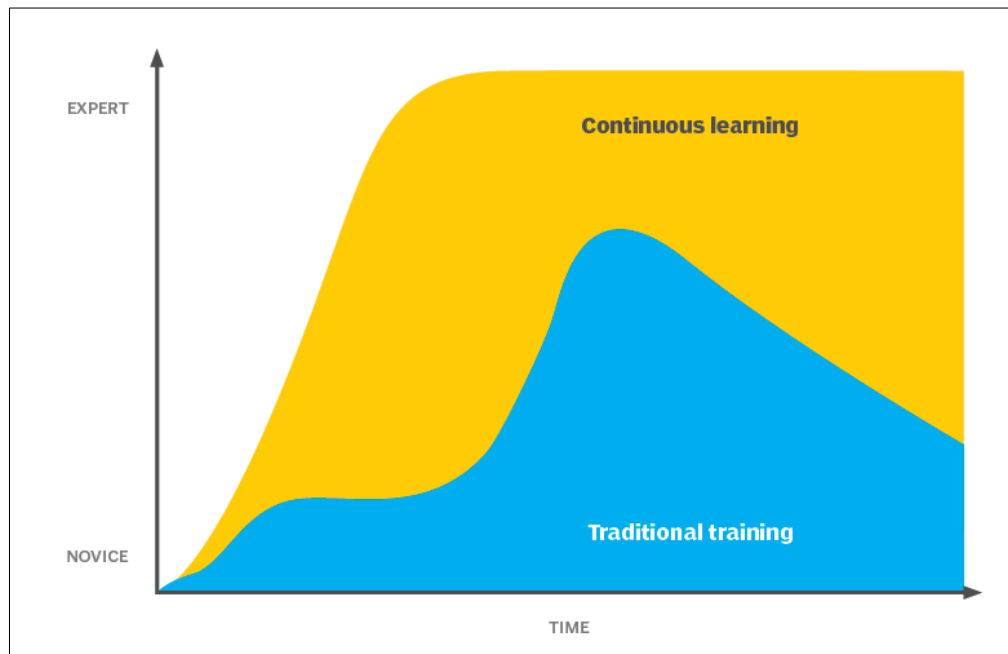 EXPERT
Continuous learning
Traditional training
NOVICE
TIME